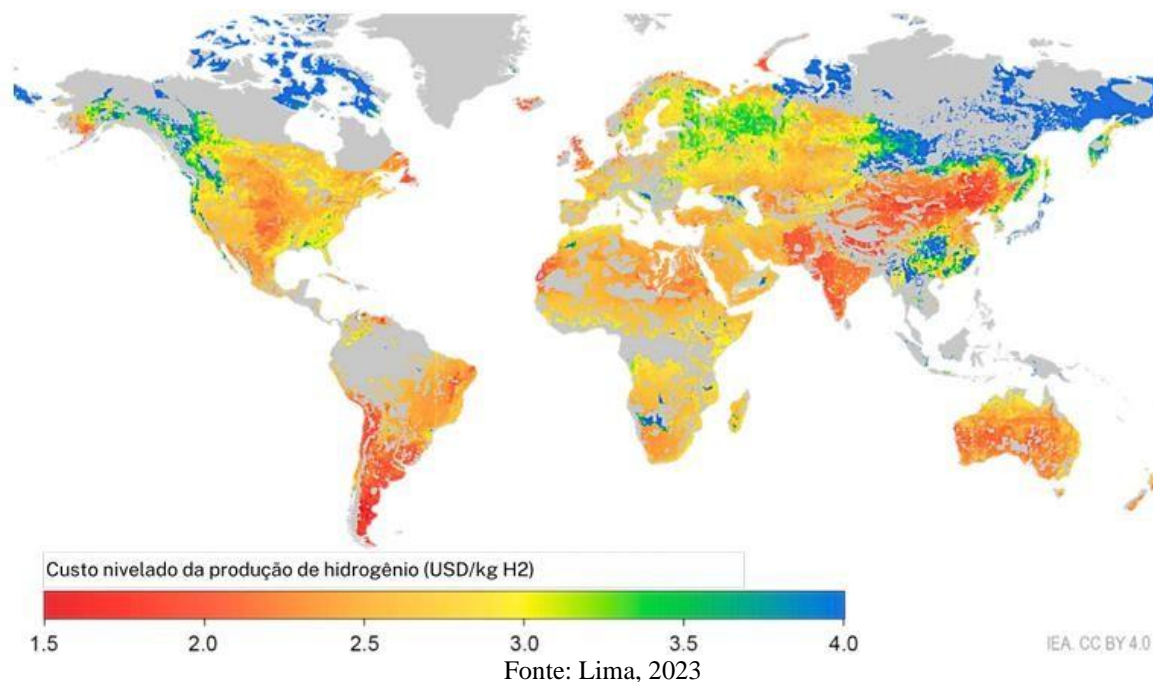 Custo nivelado da produção de hidrogênio (USD/kg H2)
1.5 2.0 2.5 3.0 3.5 4.0
IEA. CC BY 4.0
Fonte: Lima, 2023